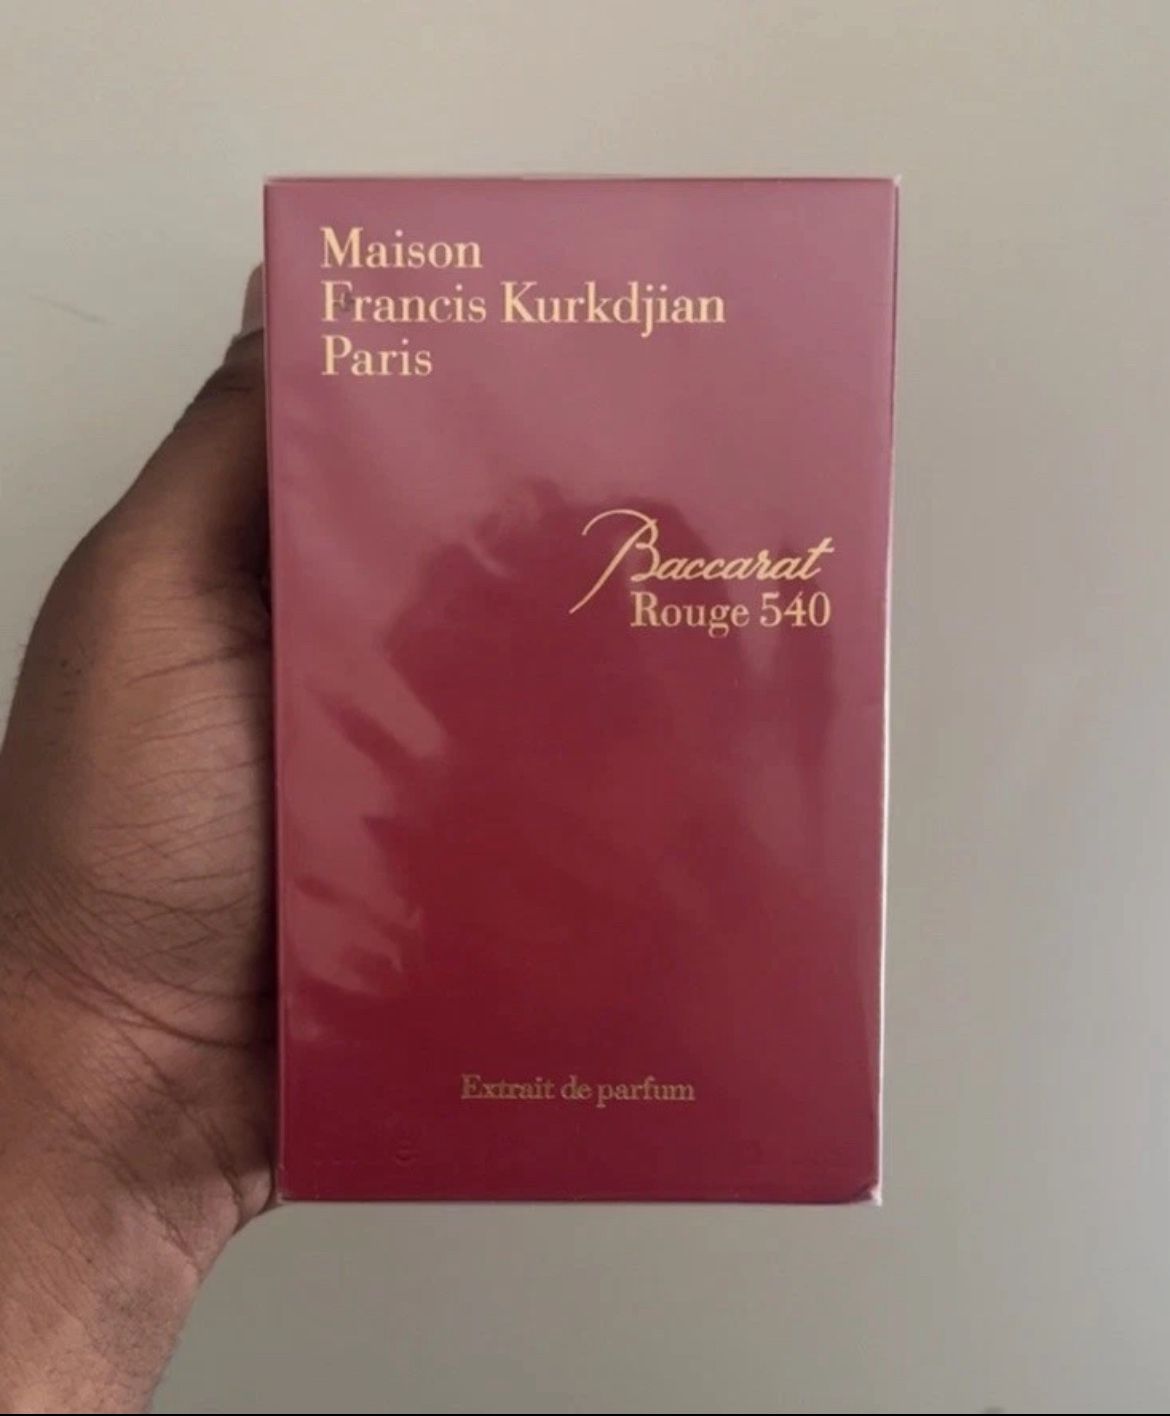 Maison
Francis Kurkdjian
Paris
Baccarat
Rouge 540
Extrait de parfum